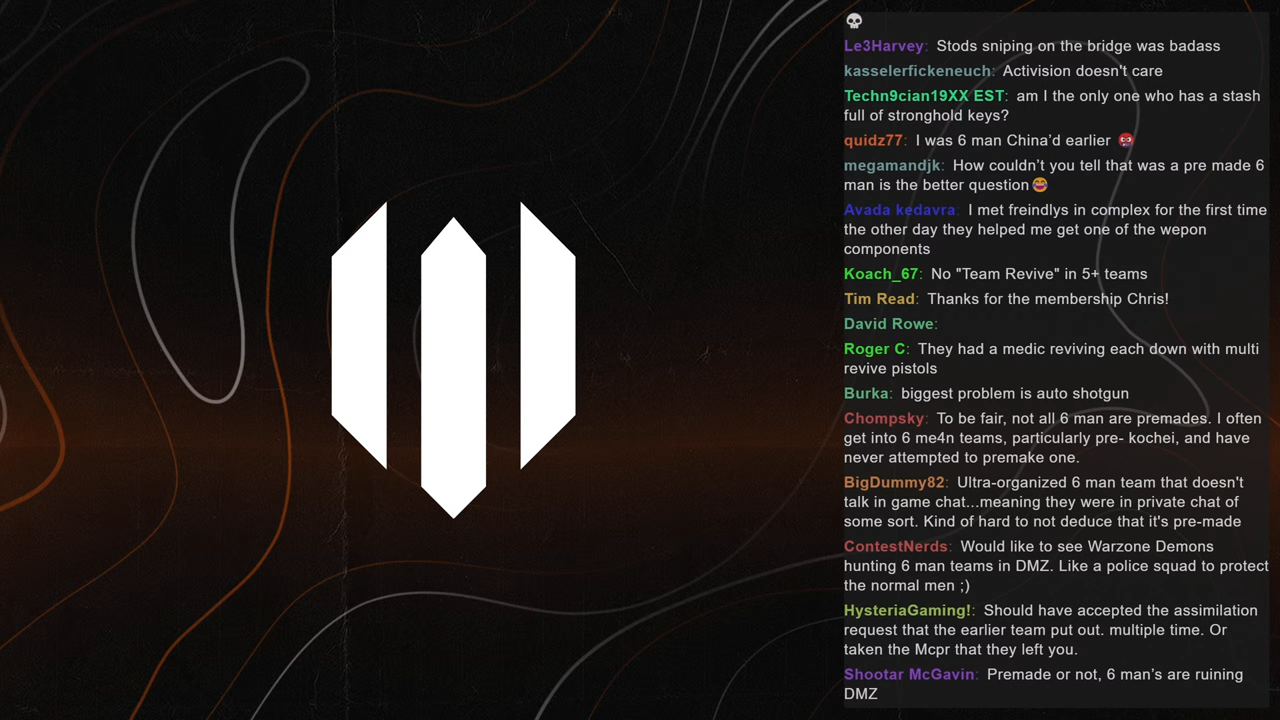 Le3Harvey: Stods sniping on the bridge was badass
kasselerfickeneuch: Activision doesn't care
Techn9cian19XX EST: am I the only one who has a stash
full of stronghold keys?
quidz77: I was 6 man China'd earlier
megamandjk: How couldn't you tell that was a pre made 6
man is the better question
Avada kedavra: I met freindlys in complex for the first time
the other day they helped me get one of the wepon
components
Koach_67: No "Team Revive" in 5+ teams
Tim Read: Thanks for the membership Chris!
David Rowe:
Roger C: They had a medic reviving each down with multi
revive pistols
Burka: biggest problem is auto shotgun
Chompsky: To be fair, not all 6 man are premades. I often
get into 6 me4n teams, particularly pre- kochei, and have
never attempted to premake one.
BigDummy82: Ultra-organized 6 man team that doesn't
talk in game chat...meaning they were in private chat of
some sort. Kind of hard to not deduce that it's pre-made
ContestNerds: Would like to see Warzone Demons
hunting 6 man teams in DMZ. Like a police squad to protect
the normal men ;)
HysteriaGaming!: Should have accepted the assimilation
request that the earlier team put out. multiple time. Or
taken the Mcpr that they left you.
Shootar McGavin: Premade or not, 6 man's are ruining
DMZ